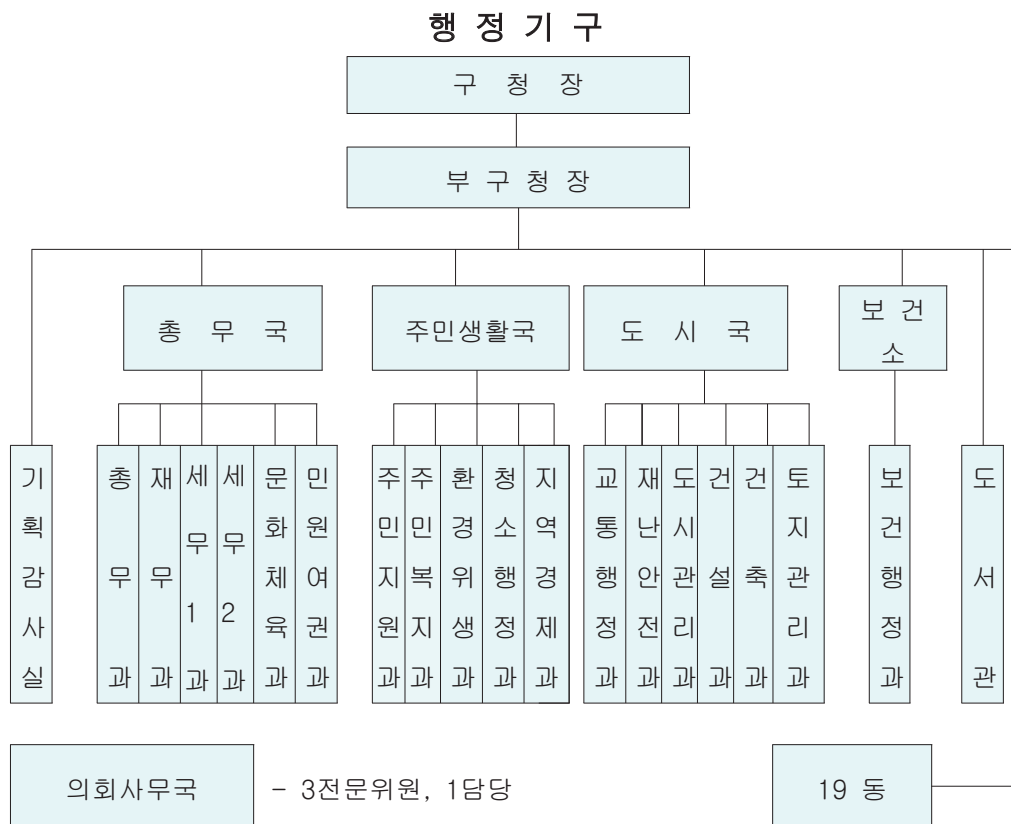 행 정 기 구
구 청 장
부 구 청 장
총 무 국
주민생활국
도 시 국
보 건
소
기획감사실
총무과
재무과
세무1과
세무2과
문화체육과
민원여권과
주민지원과
주민복지과
환경위생과
청소행정과
지역경제과
교통행정과
재난안전과
도시관리과
건설과
건축과
토지관리과
보건행정과
도서관
의회사무국 - 3전문위원, 1담당
19 동